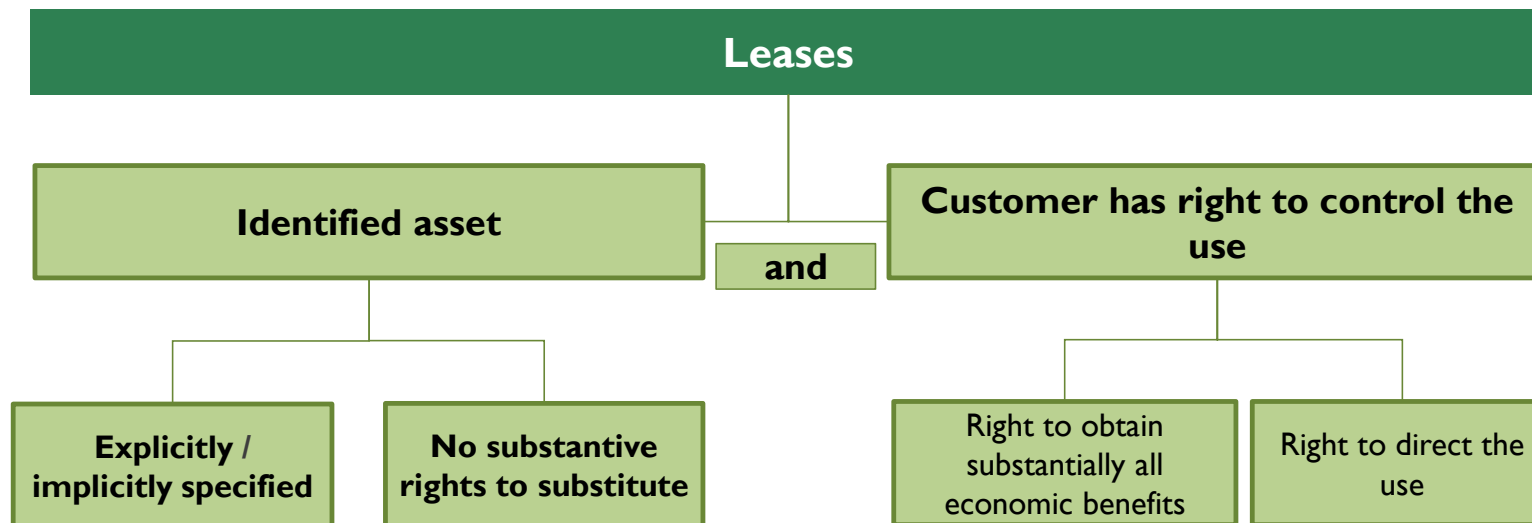 Leases
Identified asset
and
Customer has right to control the
use
Explicitly /
implicitly specified
No substantive
rights to substitute
Right to obtain
substantially all
economic benefits
Right to direct the
use